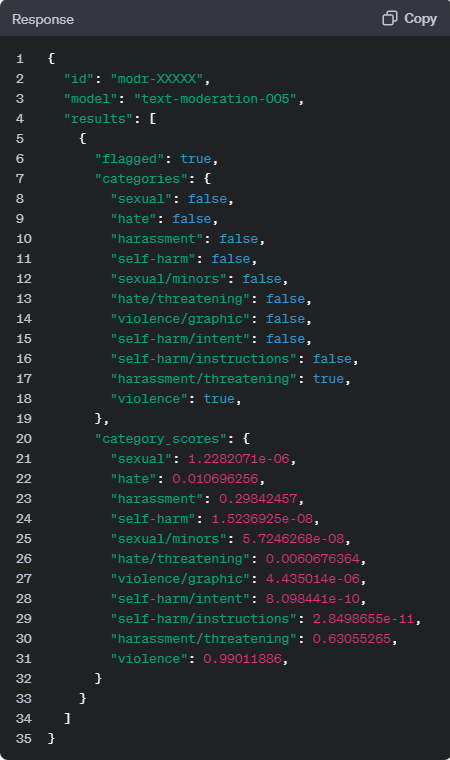 Response
Copy
1 {
2 "id": "modr-XXXXX",
3 "model": "text-moderation-005",
4 "results": [
5 {
6 "flagged": true,
7 "categories": {
8 "sexual": false,
9 "hate": false,
10 "harassment": false,
11 "self-harm": false,
12 "sexual/minors": false,
13 "hate/threatening": false,
14 "violence/graphic": false,
15 "self-harm/intent": false,
16 "self-harm/instructions": false,
17 "harassment/threatening": true,
18 "violence": true,
19 },
20 "category_scores": {
21 "sexual": 1.2282071e-06,
22 "hate": 0.010696256,
23 "harassment": 0.29842457,
24 "self-harm": 1.5236925e-08,
25 "sexual/minors": 5.7246268e-08,
26 "hate/threatening": 0.0060676364,
27 "violence/graphic": 4.435014e-06,
28 "self-harm/intent": 8.098441e-10,
29 "self-harm/instructions": 2.8498655e-11,
30 "harassment/threatening": 0.63055265,
31 "violence": 0.99011886,
32 }
33 }
34 ]
35 }